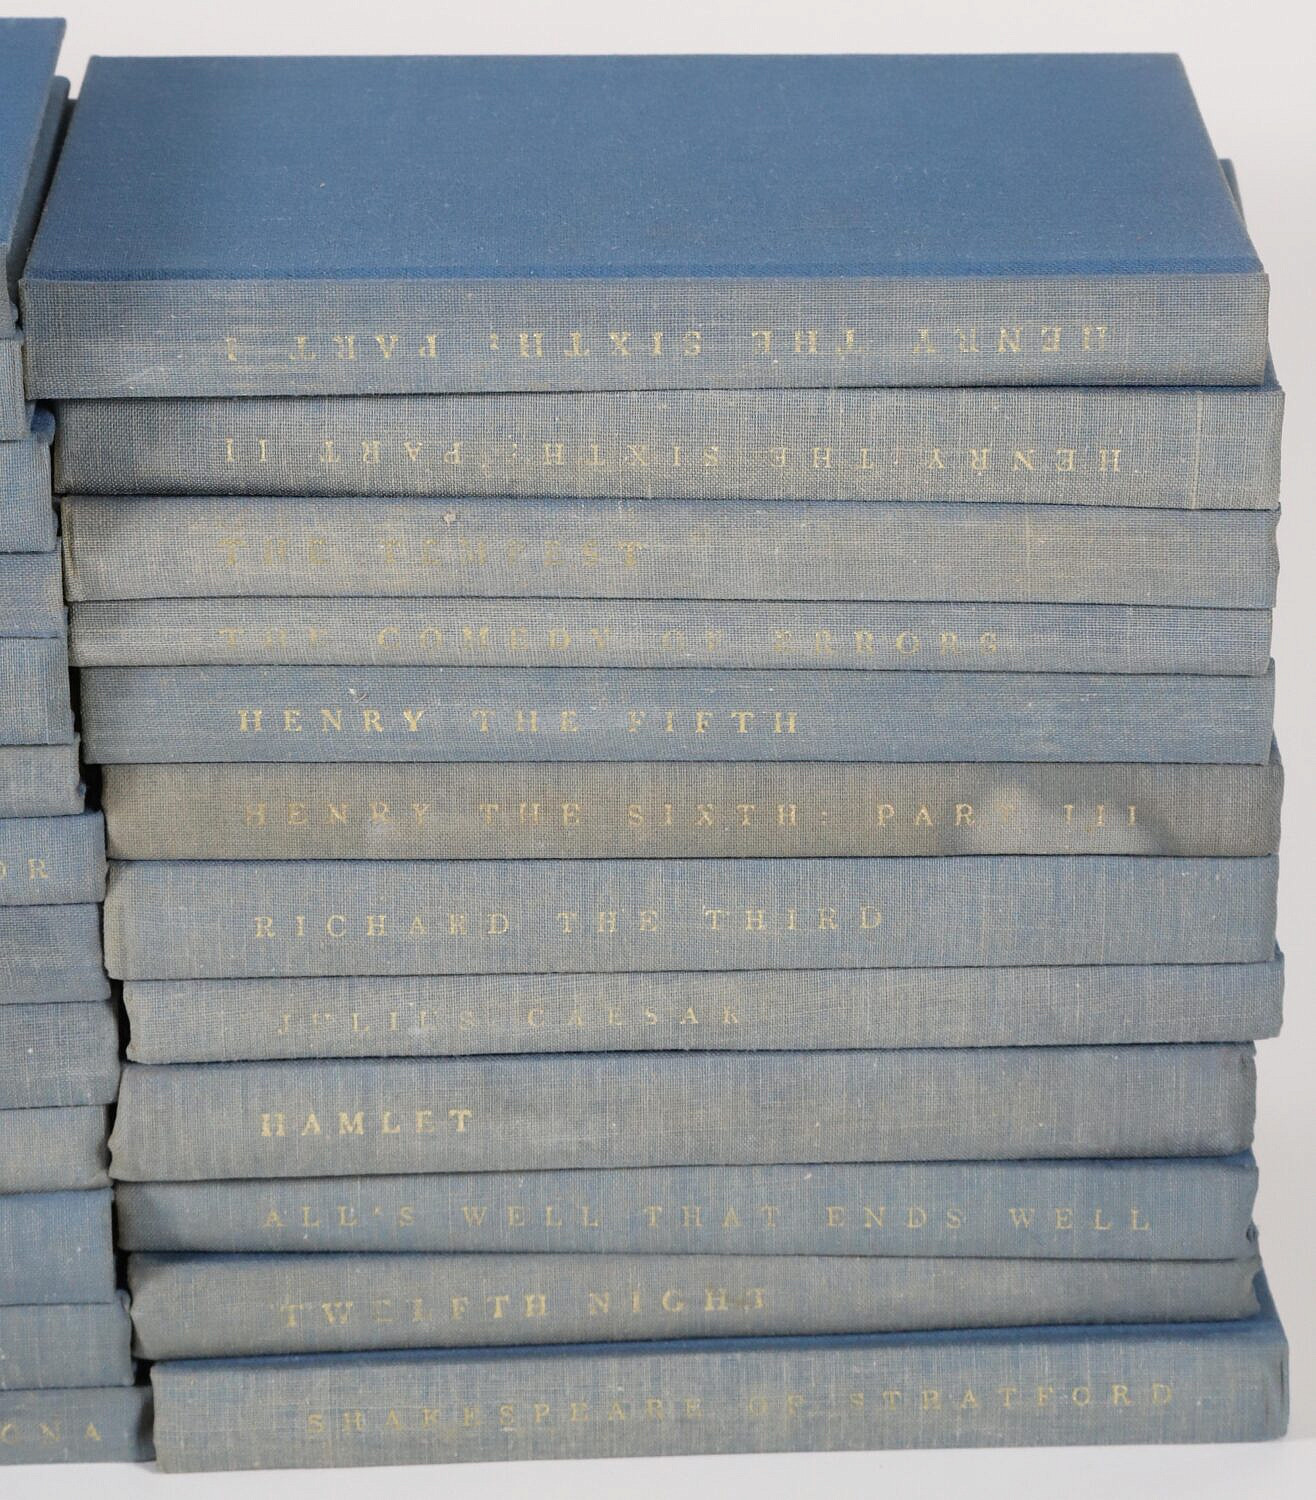 HENRY THE SIXTH: PART I
HENRY THE SIXTH: PART II
THE TEMPEST
THE COMEDY OF ERRORS
HENRY THE FIFTH
HENRY THE SIXTH: PART III
OR
RICHARD THE THIRD
JULIUS CAESAR
HAMLET
ALL'S WELL THAT ENDS WELL
TWELFTH NIGHT
ONA
SHAKESPEARE OF STRATFORD